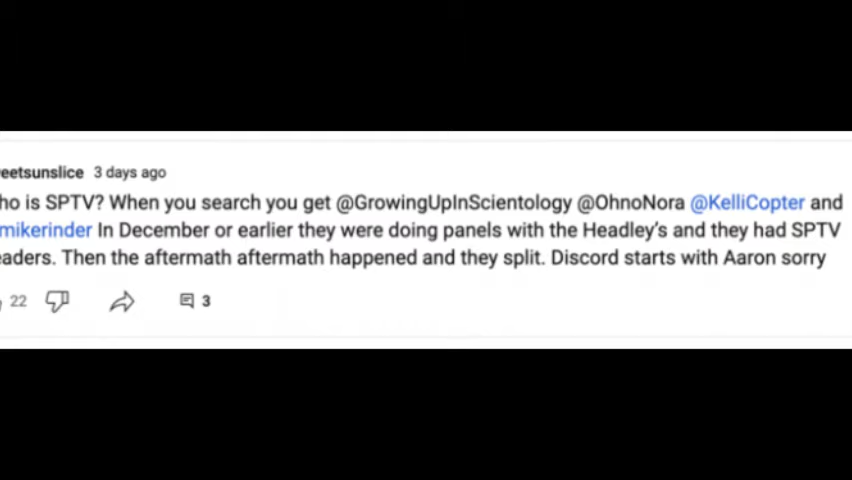 eetsunslice 3 days ago
ho is SPTV? When you search you get @GrowingUpInScientology @OhnoNora @KelliCopter and
mikerinder In December or earlier they were doing panels with the Headley's and they had SPTV
eaders. Then the aftermath aftermath happened and they split. Discord starts with Aaron sorry
22 3